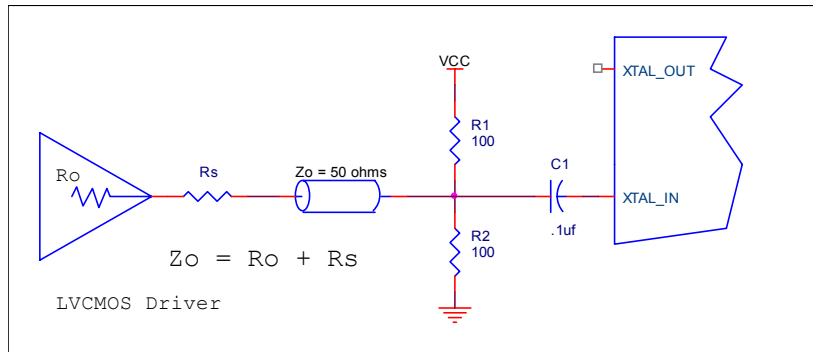 VCC
XTAL_OUT
R1
100
Ro
Rs
Zo = 50 ohms
C1
XTAL_IN
.1uf
R2
100
Zo = Ro + Rs
LVCMOS Driver